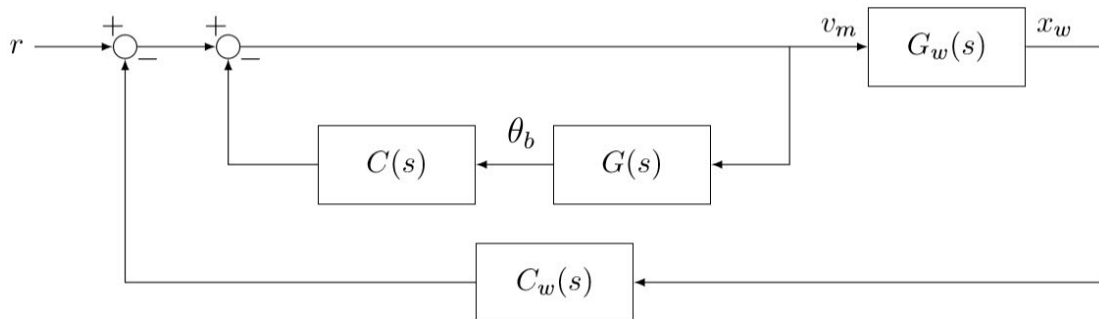 + + v_m x_w
r − − G_w(s)
θ_b
C(s) G(s)
C_w(s)